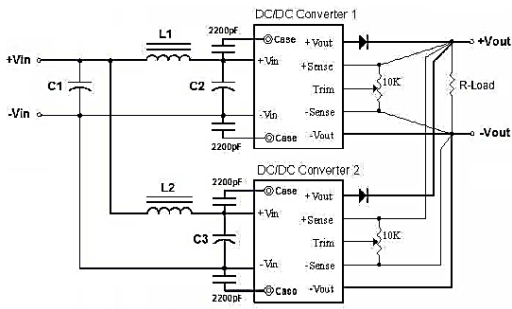 DC/DC Converter 1
L1
2200pF
Case
+Vout
+Vout
+Vin
+Vin
+Sense
10K
R-Load
C1
C2
Trim
-Vin
-Vin
-Sense
-Vout
-Vout
2200pF
Case
DC/DC Converter 2
2200pF
Case
L2
+Vout
+Vin
+Sense
C3
Trim
10K
-Vin
-Sense
2200pF
Caso
-Vout